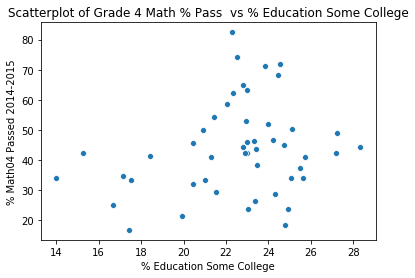 Scatterplot of Grade 4 Math % Pass  vs % Education Some College
% Math04 Passed 2014-2015
80
70
60
50
40
30
20
14 16 18 20 22 24 26 28
% Education Some College